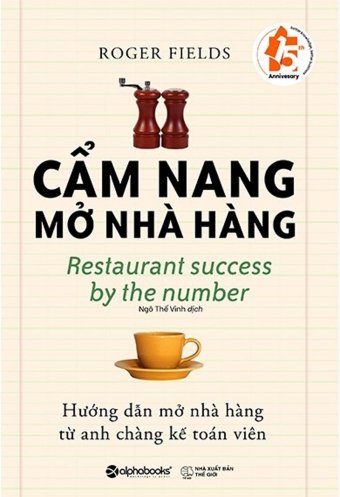 ROGER FIELDS
15th
Annivesary
CẨM NANG
MỞ NHÀ HÀNG
Restaurant success
by the number
Ngô Thế Vinh dịch
Hướng dẫn mở nhà hàng
từ anh chàng kế toán viên
alphabooks
NHÀ XUẤT BẢN
THẾ GIỚI